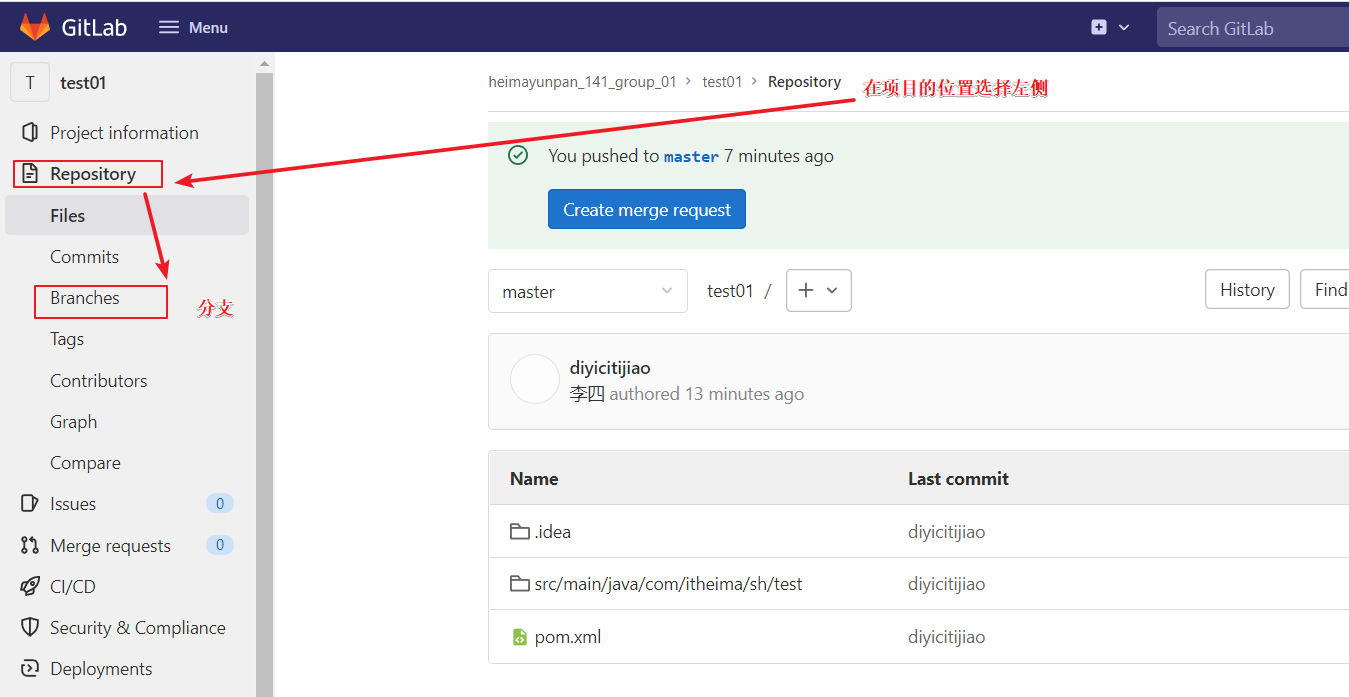 GitLab Menu Search GitLab
T test01
Project information
Repository
Files
Commits
Branches
分支
Tags
Contributors
Graph
Compare
Issues 0
Merge requests 0
CI/CD
Security & Compliance
Deployments
heimayunpan_141_group_01 > test01 > Repository
在项目的位置选择左侧
You pushed to master 7 minutes ago
Create merge request
master test01 / + History Find
diyicitijiao
李四 authored 13 minutes ago
Name Last commit
.idea diyicitijiao
src/main/java/com/itheima/sh/test diyicitijiao
pom.xml diyicitijiao